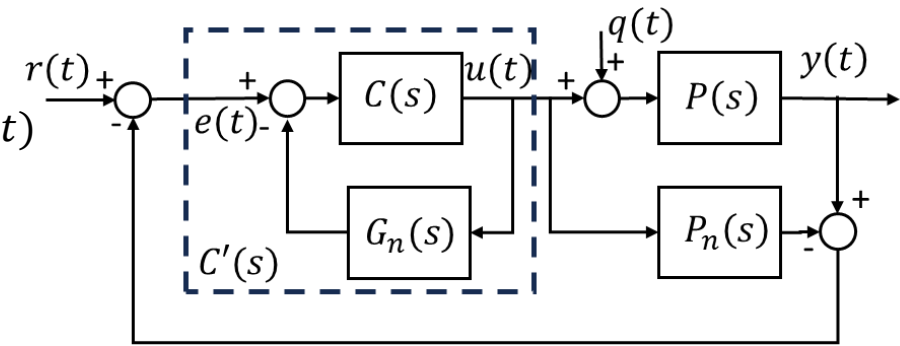 q(t)
r(t) + + C(s) u(t) + + P(s) y(t)
t) - e(t) -
G_n(s) P_n(s) + -
C'(s)